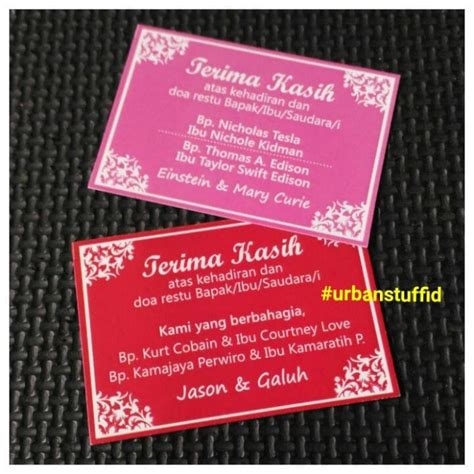 Terima Kasih
atas kehadiran dan
doa restu Bapak/Ibu/Saudara/i
Bp. Nicholas Tesla
Ibu Nichole Kidman
Bp. Thomas A. Edison
Ibu Taylor Swift Edison
Einstein & Mary Curie
Terima Kasih
atas kehadiran dan
doa restu Bapak/Ibu/Saudara/i
Kami yang berbahagia,
Bp. Kurt Cobain & Ibu Courtney Love
Bp. Kamajaya Perwiro & Ibu Kamaratih P.
Jason & Galuh
#urbanstuffid